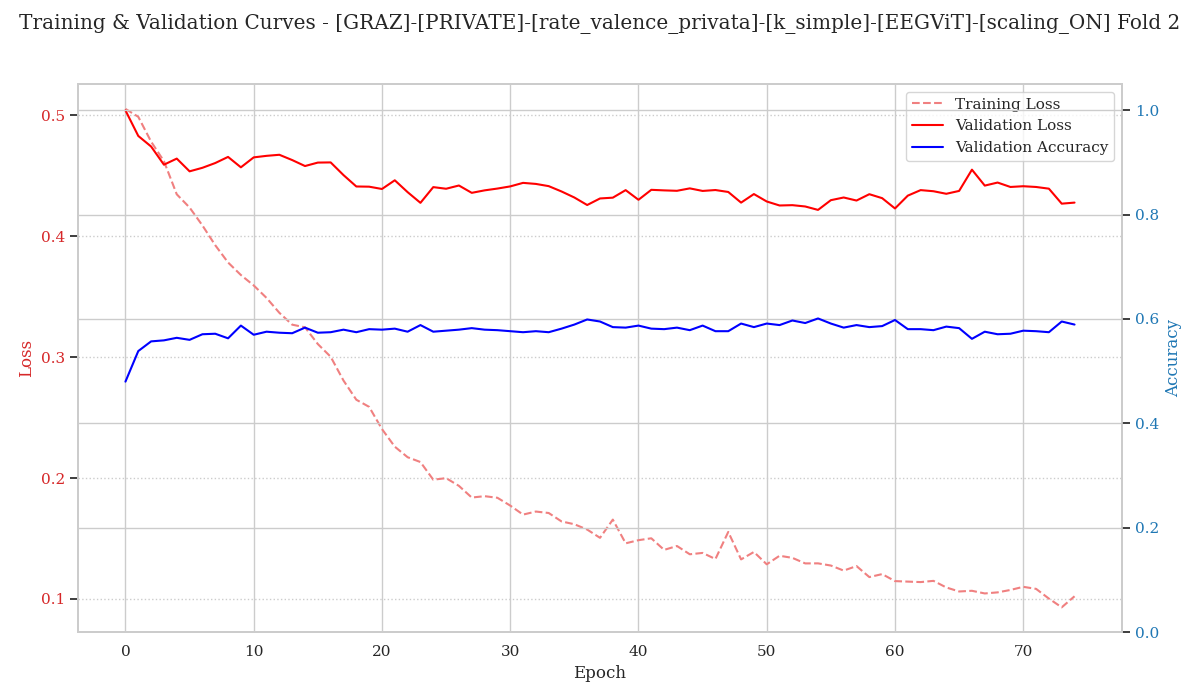 Training & Validation Curves - [GRAZ]-[PRIVATE]-[rate_valence_privata]-[k_simple]-[EEGViT]-[scaling_ON] Fold 2
Training Loss
Validation Loss
Validation Accuracy
0.5
0.4
0.3
0.2
0.1
Loss
1.0
0.8
0.6
0.4
0.2
0.0
Accuracy
0 10 20 30 40 50 60 70
Epoch